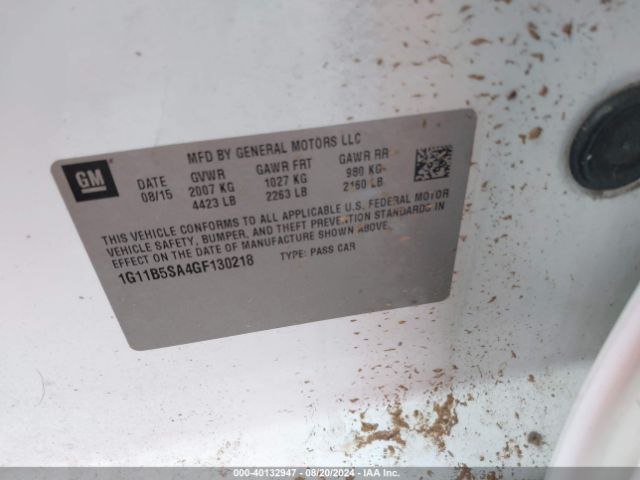 MFD BY GENERAL MOTORS LLC
GM
DATE GVWR GAWR FRT GAWR RR
08/15 2007 KG 1027 KG 980 KG
4423 LB 2263 LB 2160 LB
THIS VEHICLE CONFORMS TO ALL APPLICABLE U.S. FEDERAL MOTOR
VEHICLE SAFETY, BUMPER, AND THEFT PREVENTION STANDARDS IN
EFFECT ON THE DATE OF MANUFACTURE SHOWN ABOVE.
1G11B5SA4GF130218 TYPE: PASS CAR
000-40132947 - 08/20/2024 - IAAI.COM